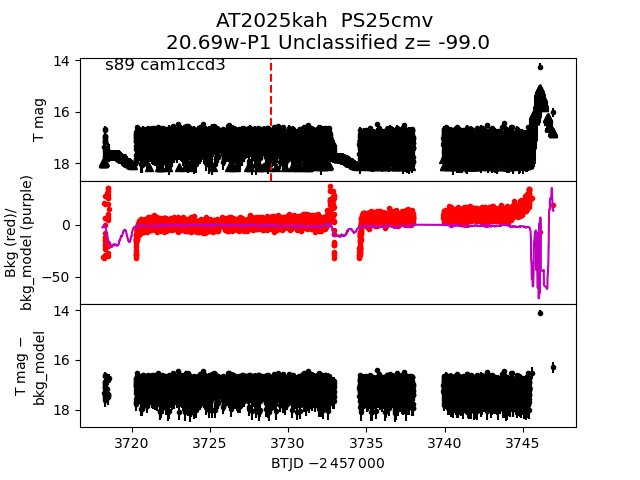 AT2025kah  PS25cmv
20.69w-P1 Unclassified z= -99.0
s89 cam1ccd3
14
16
18
T mag
0
−50
Bkg (red)/
bkg_model (purple)
14
16
18
T mag −
bkg_model
3720
3725
3730
3735
3740
3745
BTJD −2 457 000